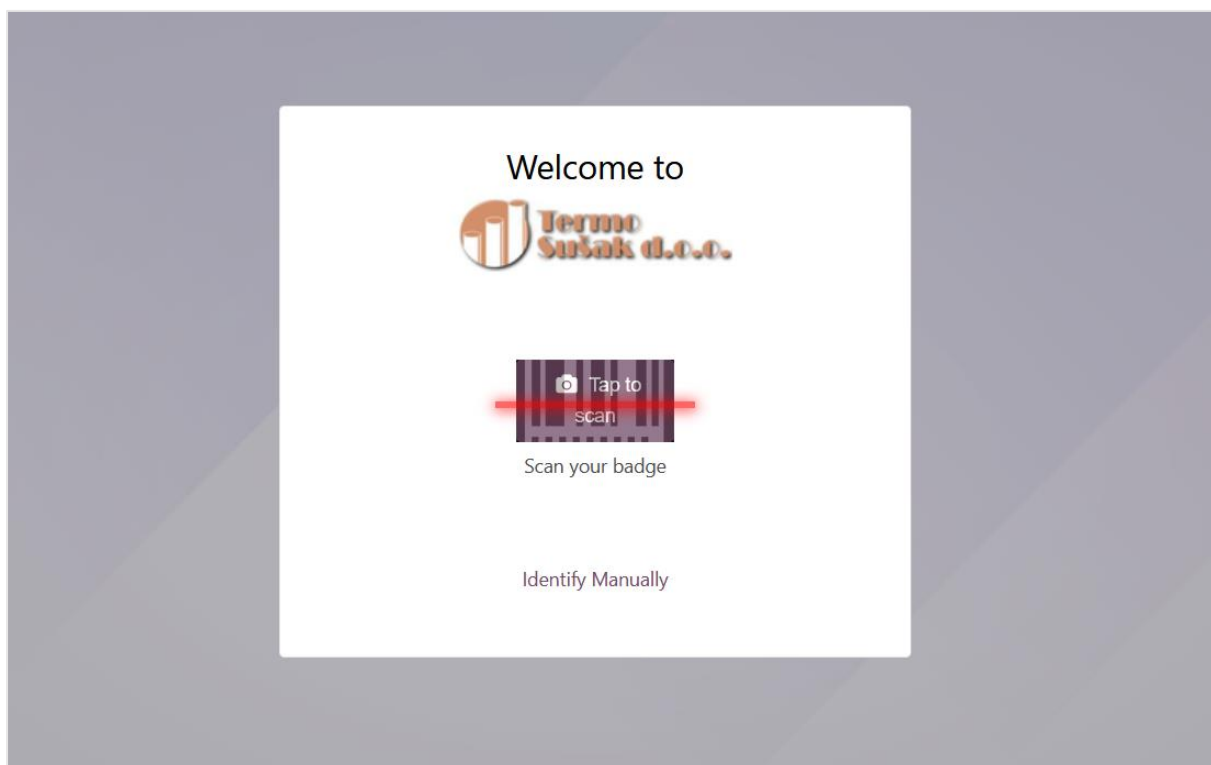 Welcome to
Termo
Sušak d.o.o.
Tap to
scan
Scan your badge
Identify Manually